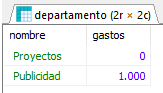 departamento (2r × 2c)
nombre gastos
Proyectos 0
Publicidad 1.000